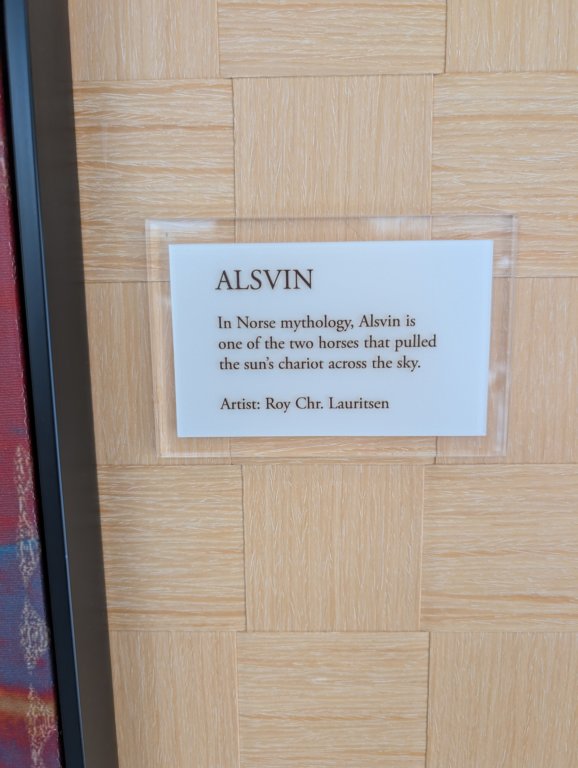 ALSVIN
In Norse mythology, Alsvin is
one of the two horses that pulled
the sun's chariot across the sky.
Artist: Roy Chr. Lauritsen